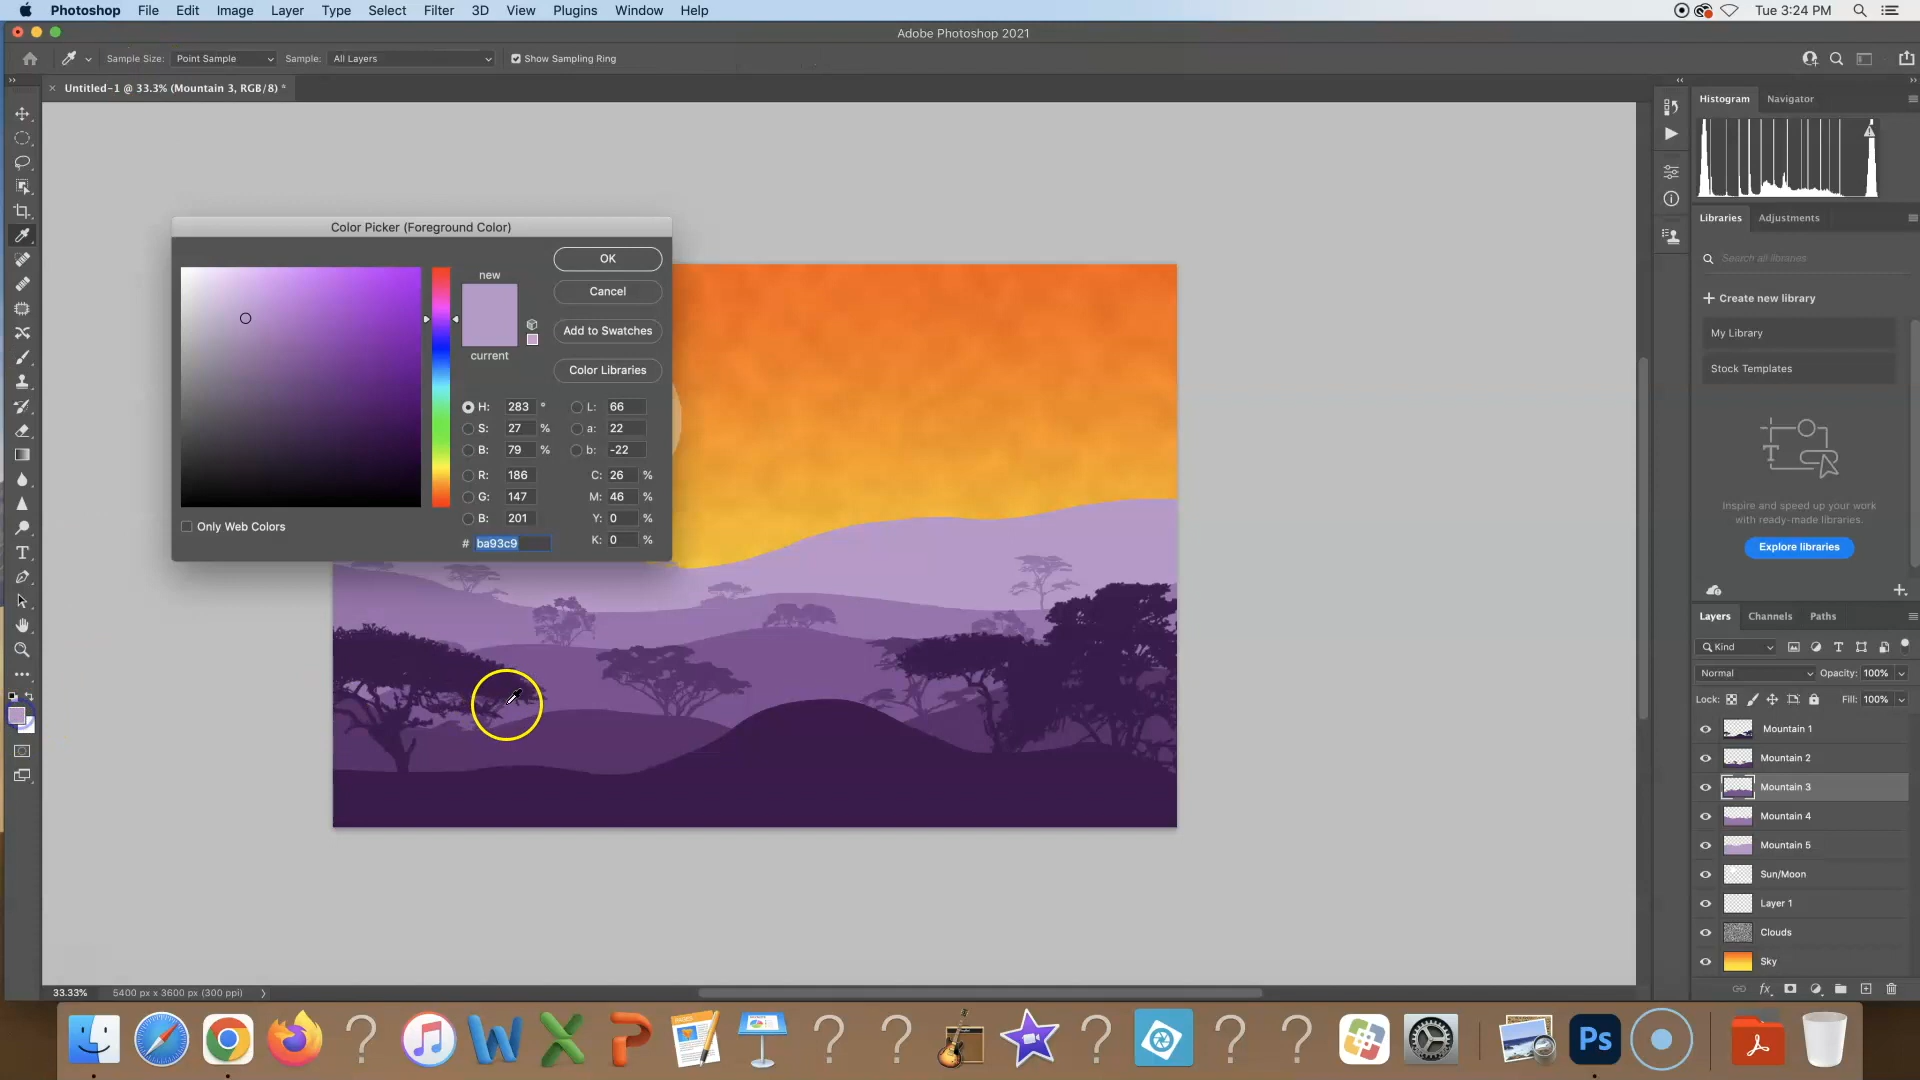 Photoshop File Edit Image Layer Type Select Filter 3D View Plugins Window Help Tue 3:24 PM
Adobe Photoshop 2021
Sample Size: Point Sample Sample: All Layers Show Sampling Ring
Untitled-1 @ 33.3% (Mountain 3, RGB/8) *
Histogram Navigator
Libraries Adjustments
Search all libraries
Create new library
My Library
Stock Templates
Inspire and speed up your work
with ready-made libraries.
Explore libraries
Color Picker (Foreground Color)
new
current
OK
Cancel
Add to Swatches
Color Libraries
H: 283 ° L: 66
S: 27 % a: 22
B: 79 % b: -22
R: 186 C: 26 %
G: 147 M: 46 %
B: 201 Y: 0 %
# ba93c9 K: 0 %
Only Web Colors
Layers Channels Paths
Kind
Normal Opacity: 100%
Lock: Fill: 100%
Mountain 1
Mountain 2
Mountain 3
Mountain 4
Mountain 5
Sun/Moon
Layer 1
Clouds
Sky
fx
33.33% 5400 px x 3600 px (300 ppi)
Ps